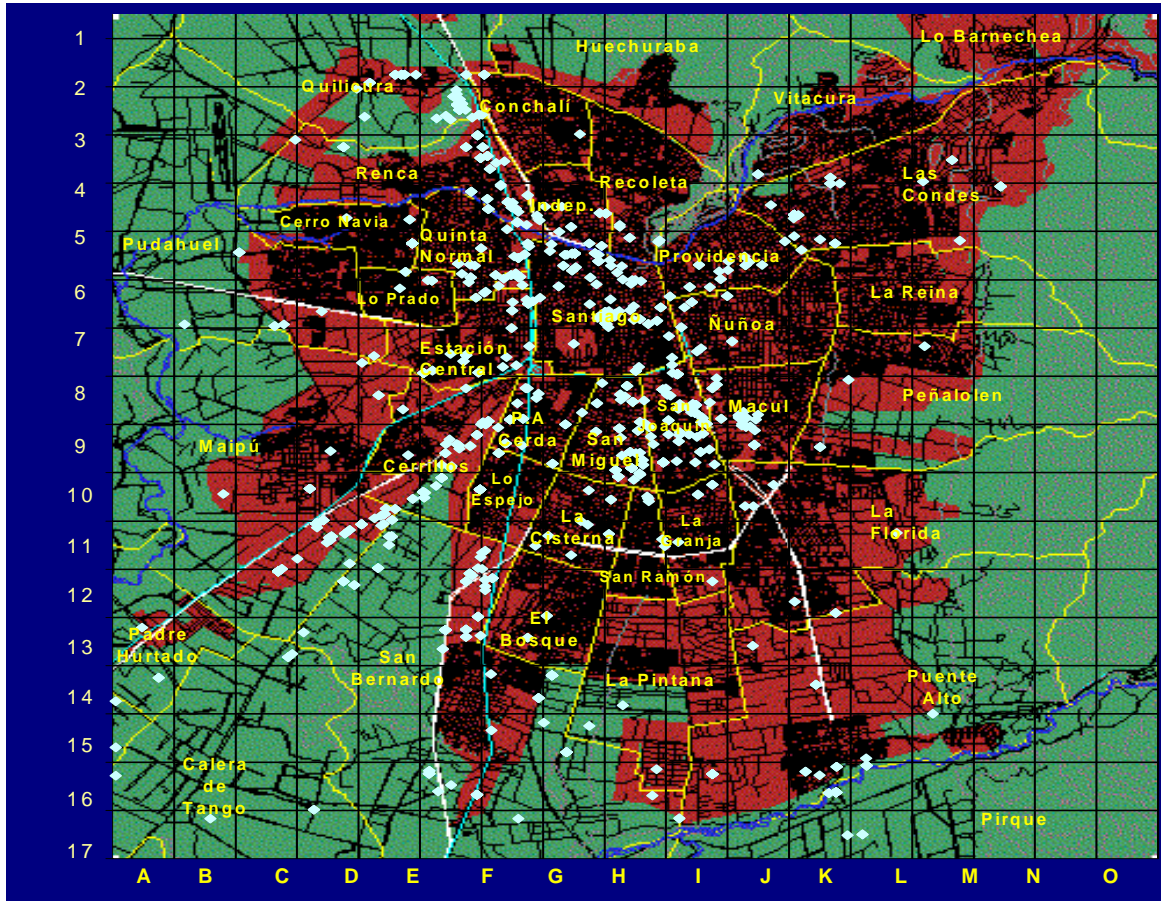 1
Huechuraba
Lo Barnechea
2
Quilicura
Conchalí
Vitacura
3
4
Renca
Recoleta
Las
Condes
Indep.
Cerro Navia
5
Pudahuel
Quinta
Normal
Providencia
6
Lo Prado
La Reina
Santiago
Ñuñoa
7
Estación
Central
8
Peñalolen
P.A
Cerda
San
Joaquín
Macul
9
Maipú
San
Miguel
Cerrillos
10
Lo
Espejo
La
Cisterna
La
Granja
La
Florida
11
San Ramón
12
El
Bosque
13
Padre
Hurtado
San
Bernardo
La Pintana
Puente
Alto
14
15
Calera
de
Tango
16
Pirque
17
A B C D E F G H I J K L M N O